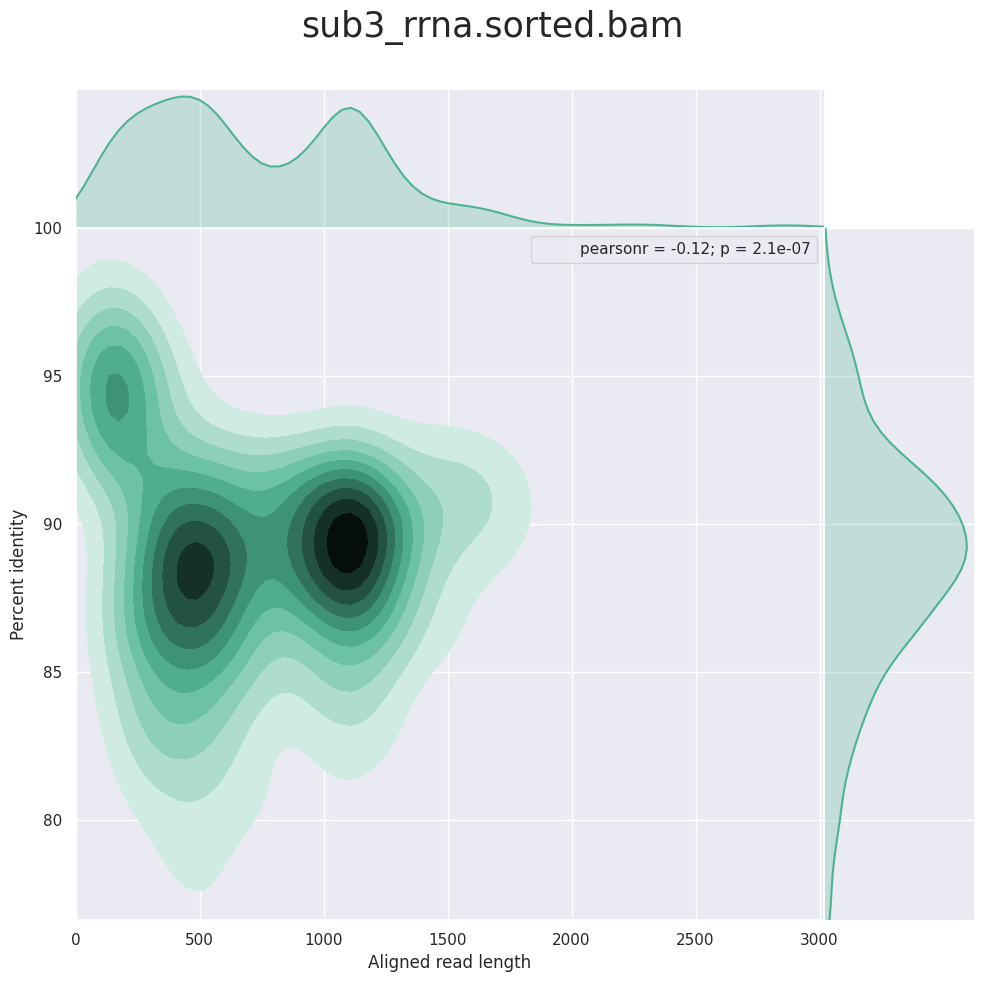 sub3_rrna.sorted.bam
100
pearsonr = -0.12; p = 2.1e-07
95
90
85
80
Percent identity
0 500 1000 1500 2000 2500 3000
Aligned read length